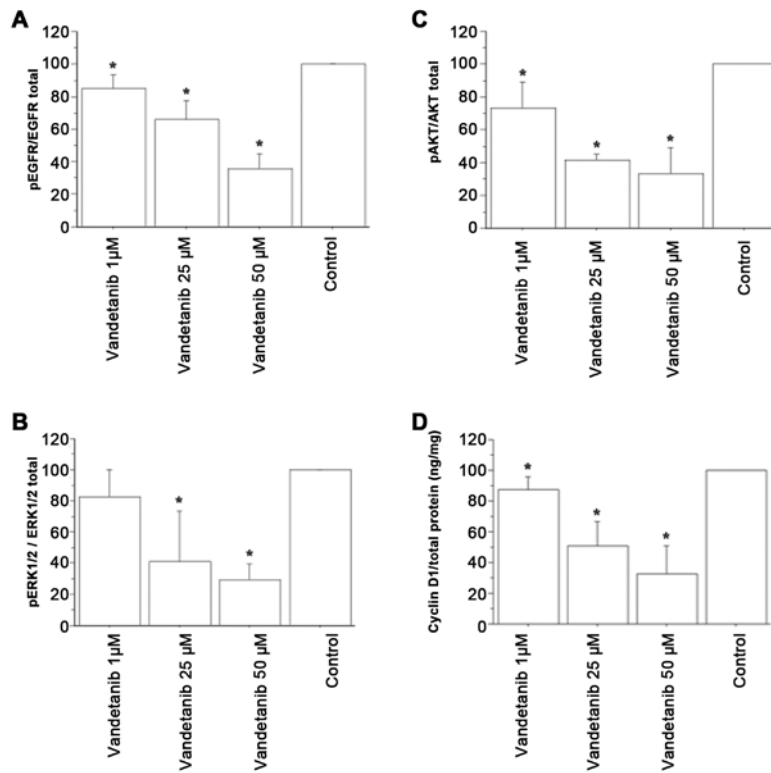 A
pEGFR/EGFR total
120
100
80
60
40
20
0
*
*
*
Vandetanib 1µM
Vandetanib 25 µM
Vandetanib 50 µM
Control
C
pAKT/AKT total
120
100
80
60
40
20
0
*
*
*
Vandetanib 1µM
Vandetanib 25 µM
Vandetanib 50 µM
Control
B
pERK1/2 / ERK1/2 total
120
100
80
60
40
20
0
*
*
Vandetanib 1µM
Vandetanib 25 µM
Vandetanib 50 µM
Control
D
Cyclin D1/total protein (ng/mg)
120
100
80
60
40
20
0
*
*
*
Vandetanib 1µM
Vandetanib 25 µM
Vandetanib 50 µM
Control